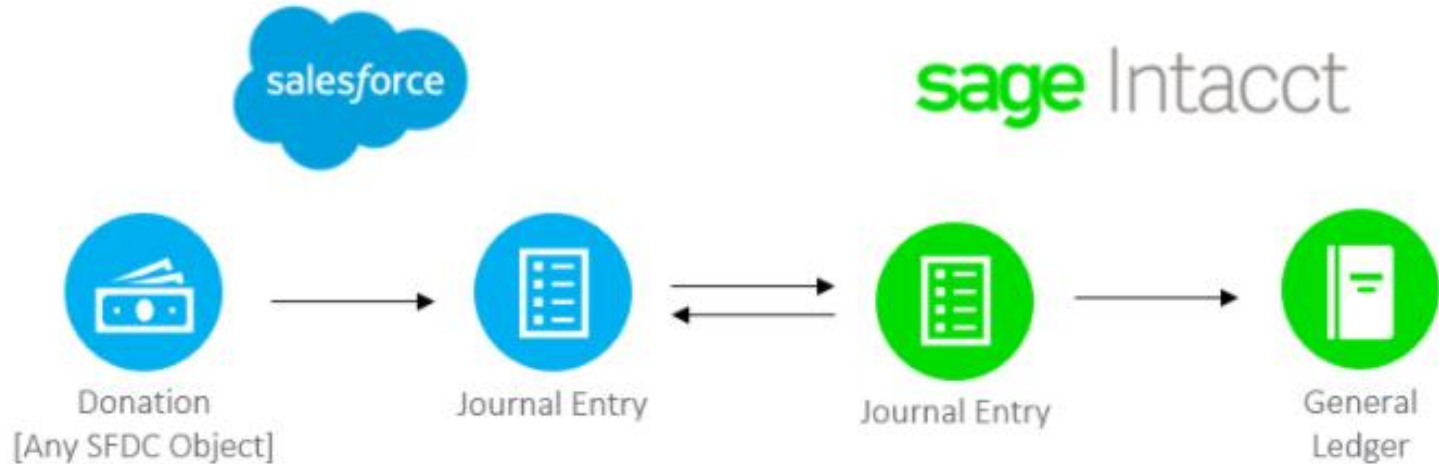 salesforce
sage Intacct
Donation
[Any SFDC Object]
Journal Entry
Journal Entry
General
Ledger